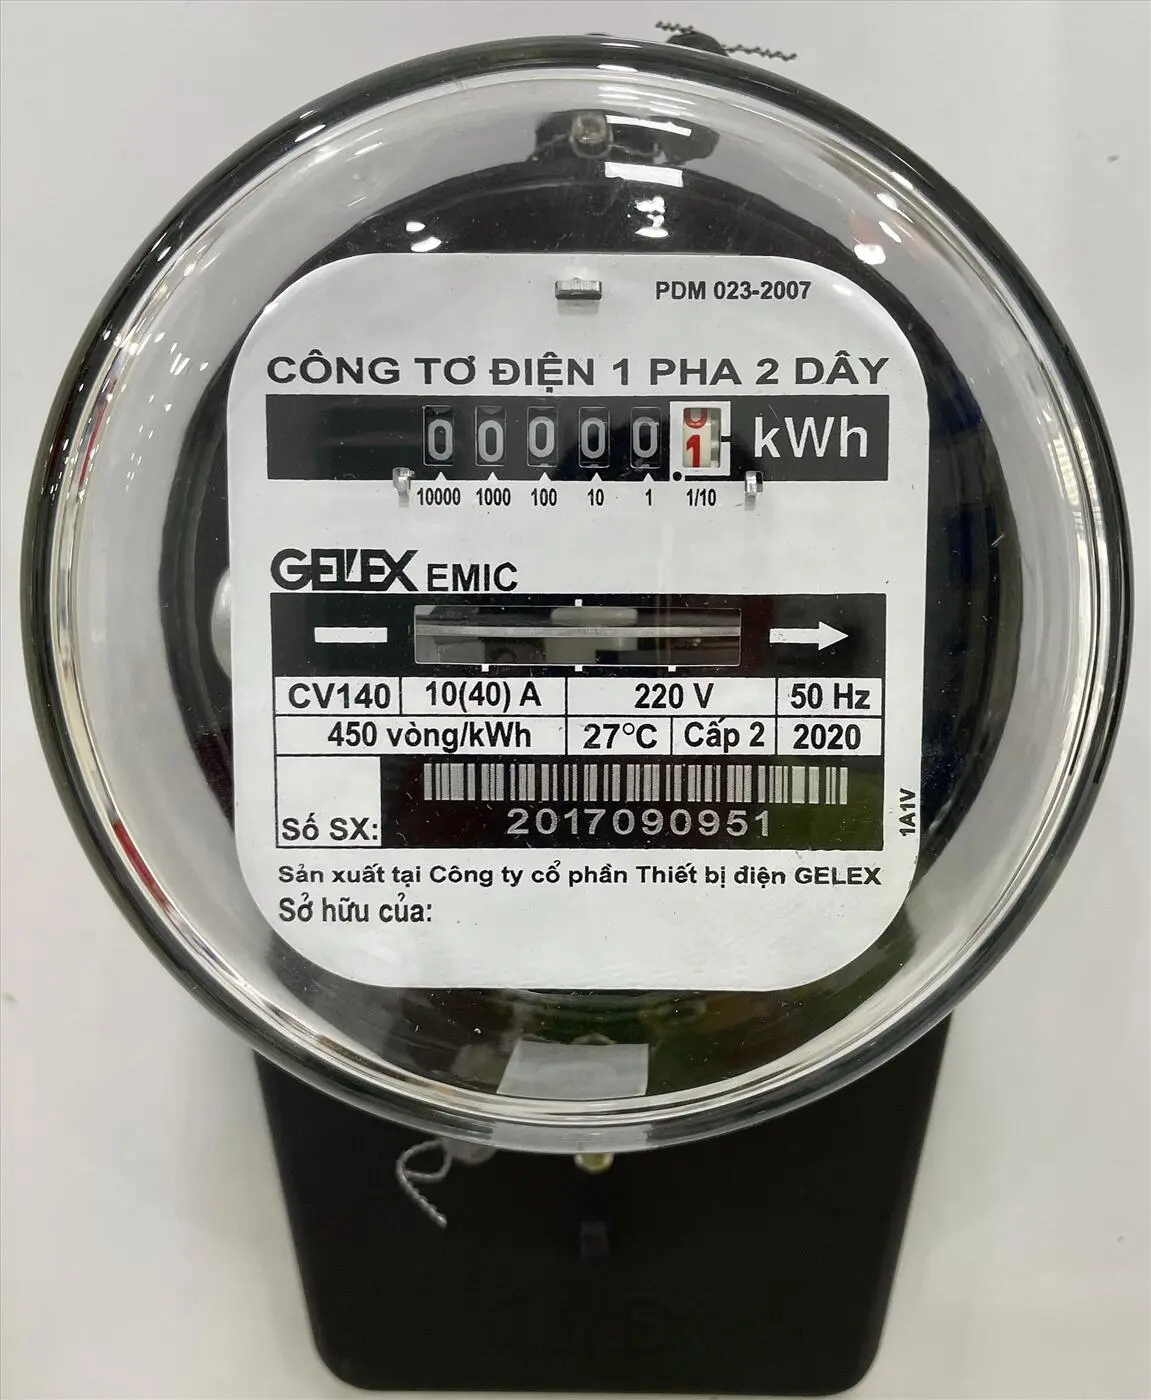 PDM 023-2007
CÔNG TƠ ĐIỆN 1 PHA 2 DÂY
0 0 0 0 0 0 1 kWh
10000 1000 100 10 1 1/10
GELEX EMIC
CV140 10(40) A 220 V 50 Hz
450 vòng/kWh 27°C Cấp 2 2020
2017090951
Số SX:
1A1V
Sản xuất tại Công ty cổ phần Thiết bị điện GELEX
Sở hữu của: